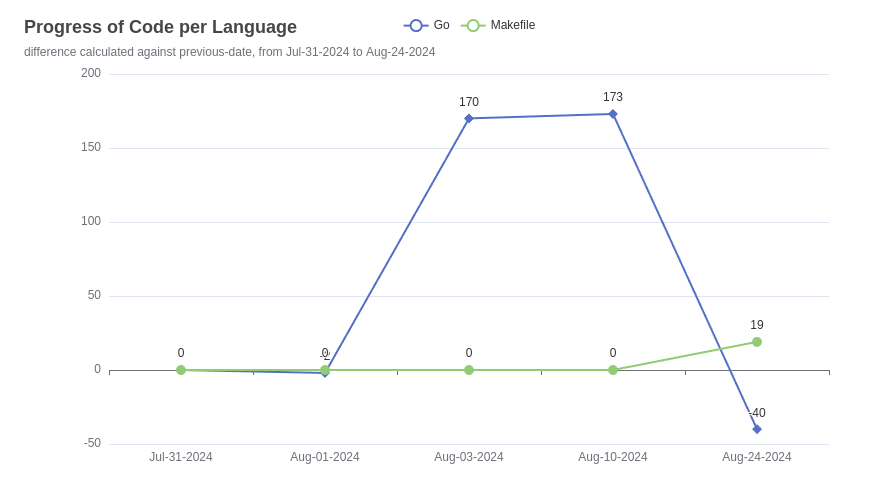 Progress of Code per Language
Go
Makefile
difference calculated against previous-date, from Jul-31-2024 to Aug-24-2024
200
150
100
50
0
-50
170
173
0
0
-2
0
0
19
-40
Jul-31-2024
Aug-01-2024
Aug-03-2024
Aug-10-2024
Aug-24-2024